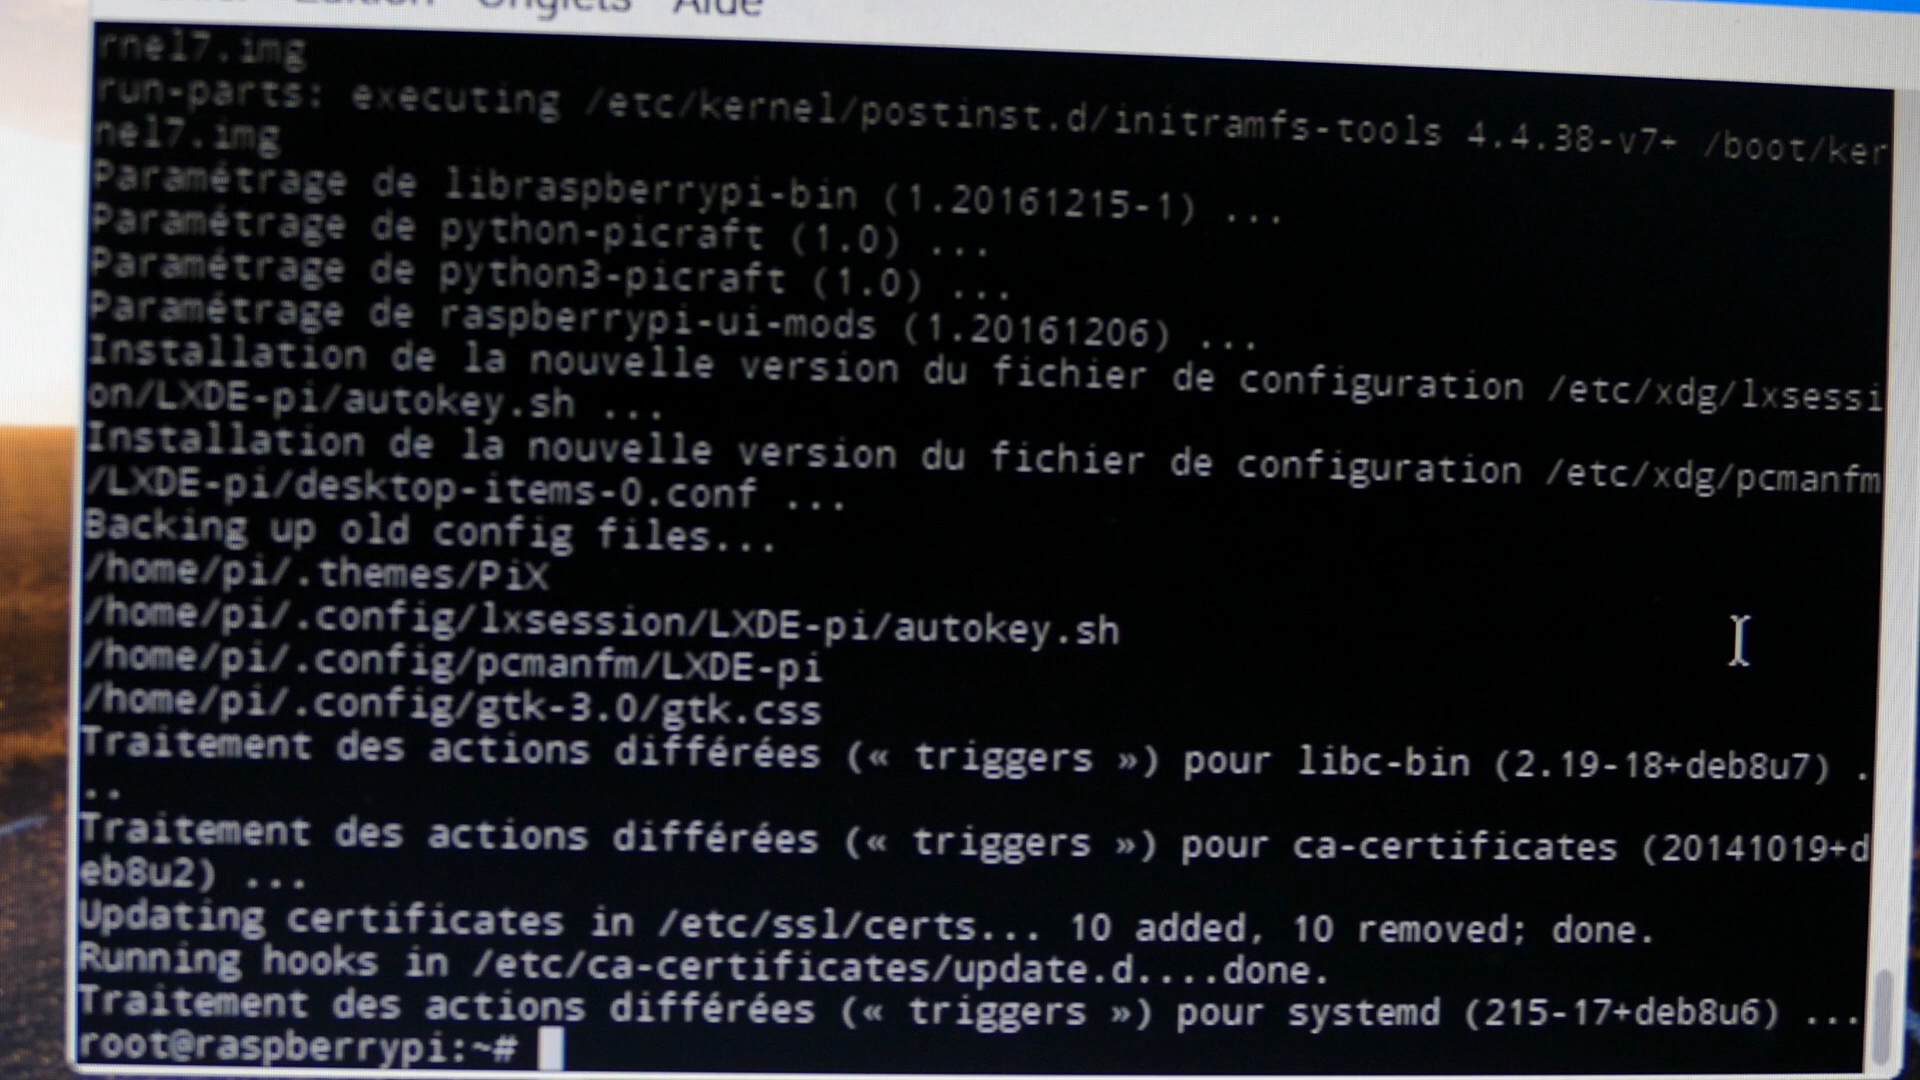 Édition Onglets Aide
rnel7.img
run-parts: executing /etc/kernel/postinst.d/initramfs-tools 4.4.38-v7+ /boot/ker
nel7.img
Paramétrage de libraspberrypi-bin (1.20161215-1) ...
Paramétrage de python-picraft (1.0) ...
Paramétrage de python3-picraft (1.0) ...
Paramétrage de raspberrypi-ui-mods (1.20161206) ...
Installation de la nouvelle version du fichier de configuration /etc/xdg/lxsessi
on/LXDE-pi/autokey.sh ...
Installation de la nouvelle version du fichier de configuration /etc/xdg/pcmanfm
/LXDE-pi/desktop-items-0.conf ...
Backing up old config files...
/home/pi/.themes/PiX
/home/pi/.config/lxsession/LXDE-pi/autokey.sh
/home/pi/.config/pcmanfm/LXDE-pi
/home/pi/.config/gtk-3.0/gtk.css
Traitement des actions différées (« triggers ») pour libc-bin (2.19-18+deb8u7) .
..
Traitement des actions différées (« triggers ») pour ca-certificates (20141019+d
eb8u2) ...
Updating certificates in /etc/ssl/certs... 10 added, 10 removed; done.
Running hooks in /etc/ca-certificates/update.d....done.
Traitement des actions différées (« triggers ») pour systemd (215-17+deb8u6) ...
root@raspberrypi:~#